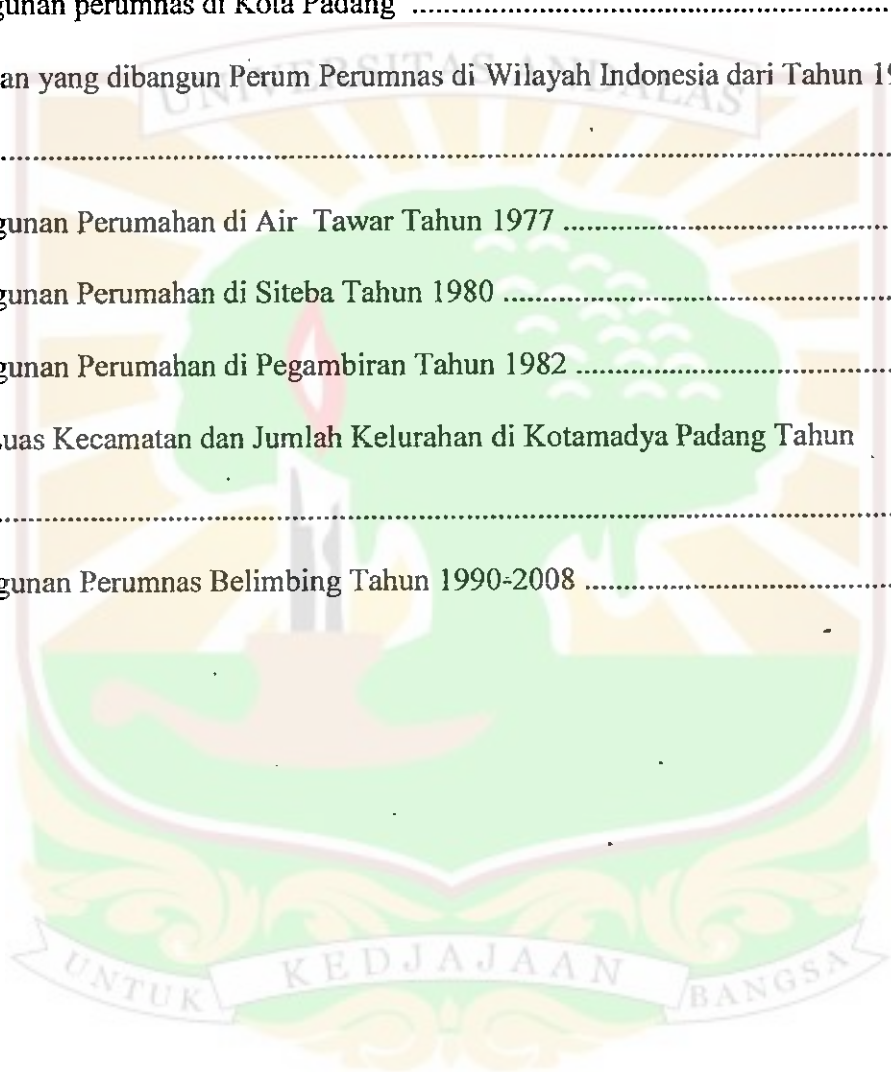 gunan perumnas di Kota Padang ........................................................
UNIVERSITAS ANDALAS
an yang dibangun Perum Perumnas di Wilayah Indonesia dari Tahun 19
........................................................................................................
gunan Perumahan di Air Tawar Tahun 1977 ........................................
gunan Perumahan di Siteba Tahun 1980 ..............................................
gunan Perumahan di Pegambiran Tahun 1982 .....................................
uas Kecamatan dan Jumlah Kelurahan di Kotamadya Padang Tahun
........................................................................................................
gunan Perumnas Belimbing Tahun 1990-2008 ....................................
UNTUK KEDJAJAAN BANGSA